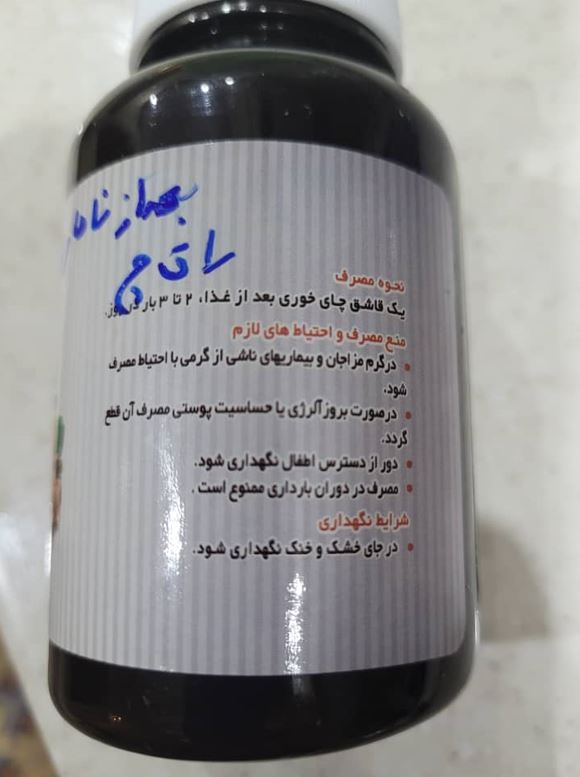 بعداز ناهار
۱ ق چ
نحوه مصرف
یک قاشق چای خوری بعد از غذا، ۲ تا ۳ بار در روز.
منع مصرف و احتیاط های لازم
• درگرم مزاجان و بیماریهای ناشی از گرمی با احتیاط مصرف
شود.
• درصورت بروز آلرژی یا حساسیت پوستی مصرف آن قطع
گردد.
• دور از دسترس اطفال نگهداری شود.
• مصرف در دوران بارداری ممنوع است .
شرایط نگهداری
• در جای خشک و خنک نگهداری شود.